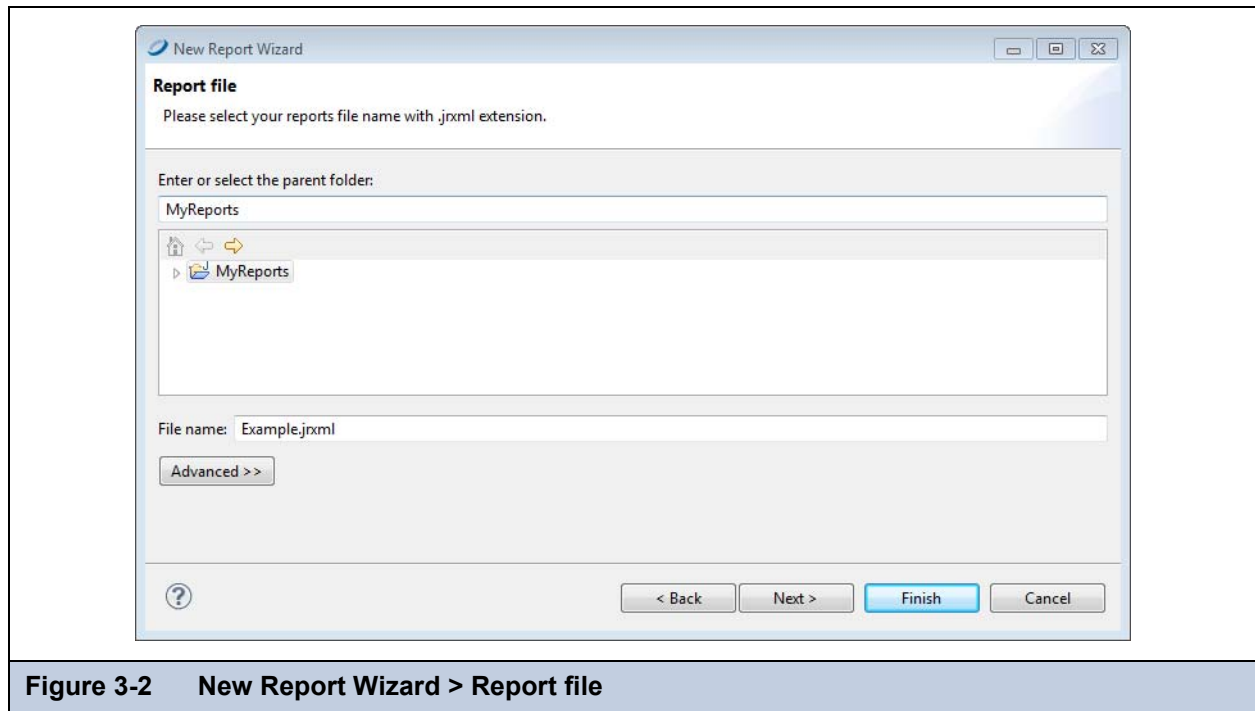 New Report Wizard
Report file
Please select your reports file name with .jrxml extension.
Enter or select the parent folder:
MyReports
MyReports
File name: Example.jrxml
Advanced >>
? < Back Next > Finish Cancel
Figure 3-2 New Report Wizard > Report file